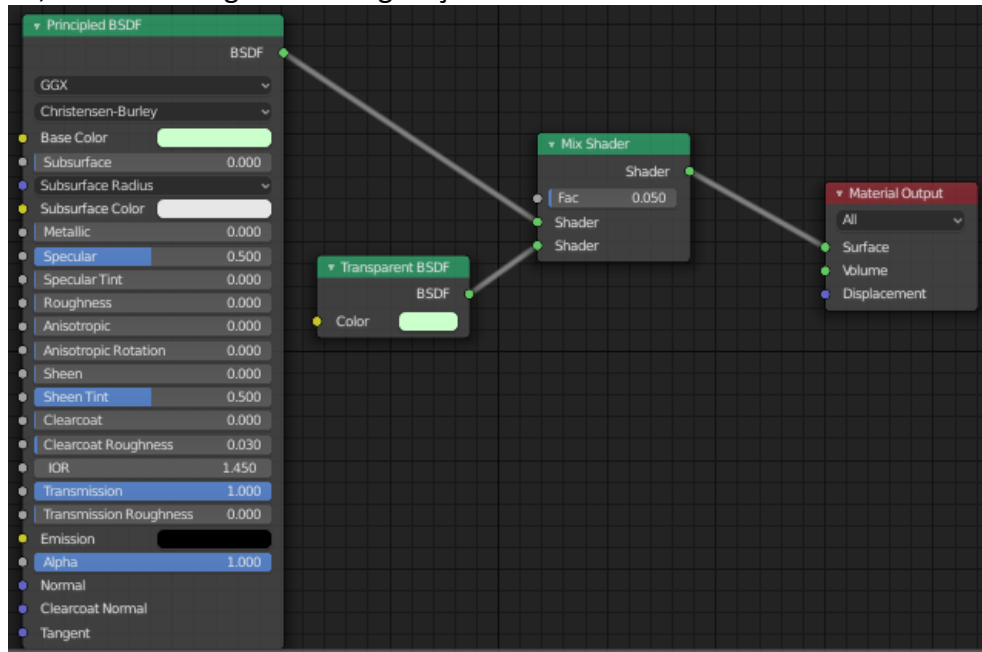 Principled BSDF
BSDF
GGX
Christensen-Burley
Base Color
Subsurface 0.000
Subsurface Radius
Subsurface Color
Metallic 0.000
Specular 0.500
Specular Tint 0.000
Roughness 0.000
Anisotropic 0.000
Anisotropic Rotation 0.000
Sheen 0.000
Sheen Tint 0.500
Clearcoat 0.000
Clearcoat Roughness 0.030
IOR 1.450
Transmission 1.000
Transmission Roughness 0.000
Emission
Alpha 1.000
Normal
Clearcoat Normal
Tangent
Transparent BSDF
BSDF
Color
Mix Shader
Shader
Fac 0.050
Shader
Shader
Material Output
All
Surface
Volume
Displacement